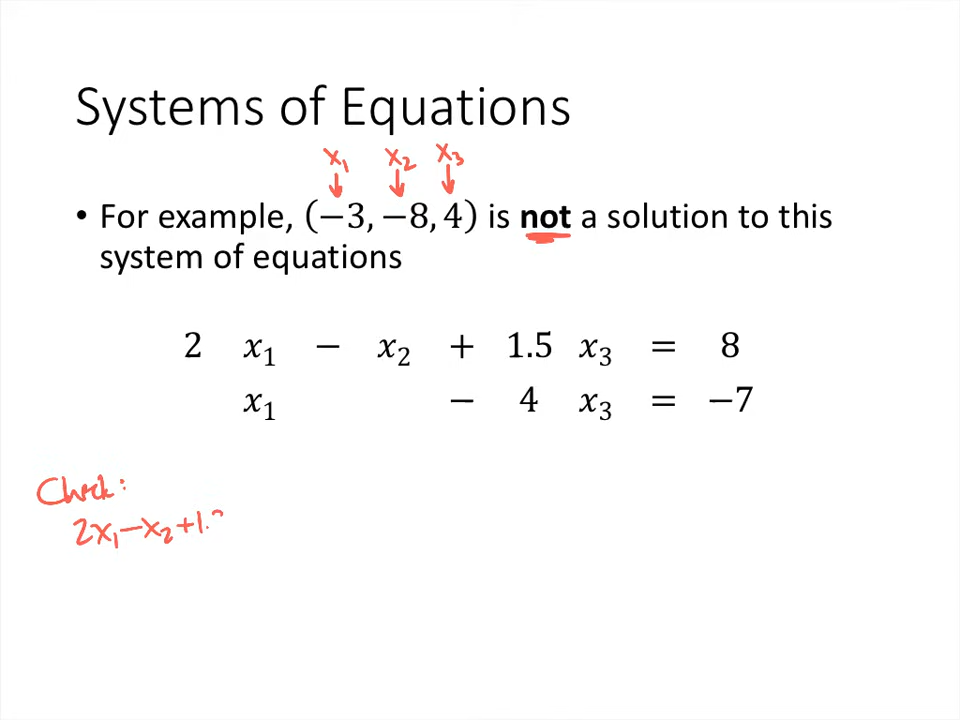 Systems of Equations
x₁ x₂ x₃
• For example, (−3, −8, 4) is not a solution to this
system of equations
2 x₁ − x₂ + 1.5 x₃ = 8
x₁ − 4 x₃ = −7
Check:
2x₁−x₂+1.